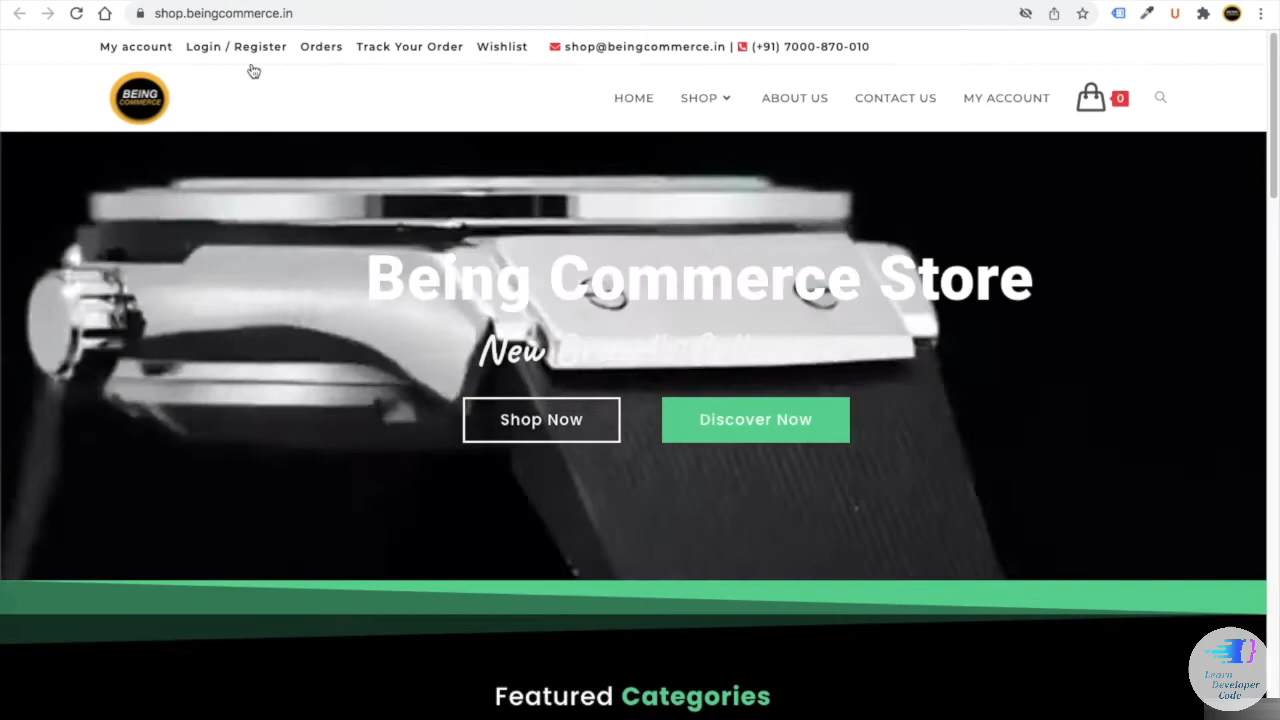 shop.beingcommerce.in
U
My account Login / Register Orders Track Your Order Wishlist shop@beingcommerce.in | (+91) 7000-870-010
BEING
COMMERCE
HOME SHOP ABOUT US CONTACT US MY ACCOUNT 0
Being Commerce Store
New
Shop Now Discover Now
Featured Categories
Learn
Developer
Code